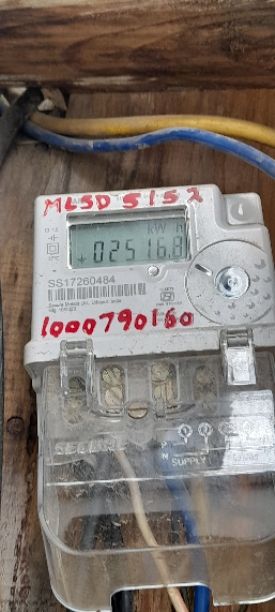 MLSD 5152
kW h
02516.8
SS17260484
1000790160
SECURE
P N
SUPPLY